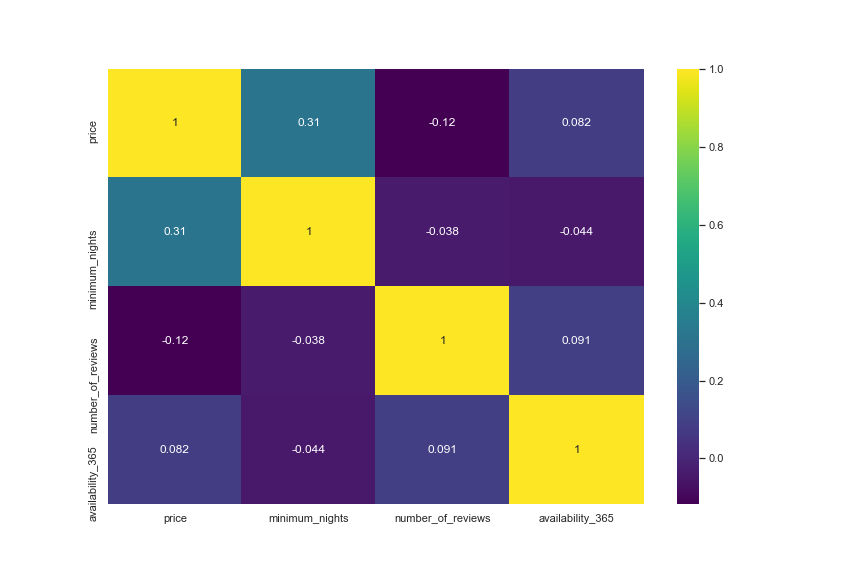 price
1
0.31
-0.12
0.082
minimum_nights
0.31
1
-0.038
-0.044
number_of_reviews
-0.12
-0.038
1
0.091
availability_365
0.082
-0.044
0.091
1
price
minimum_nights
number_of_reviews
availability_365
1.0
0.8
0.6
0.4
0.2
0.0